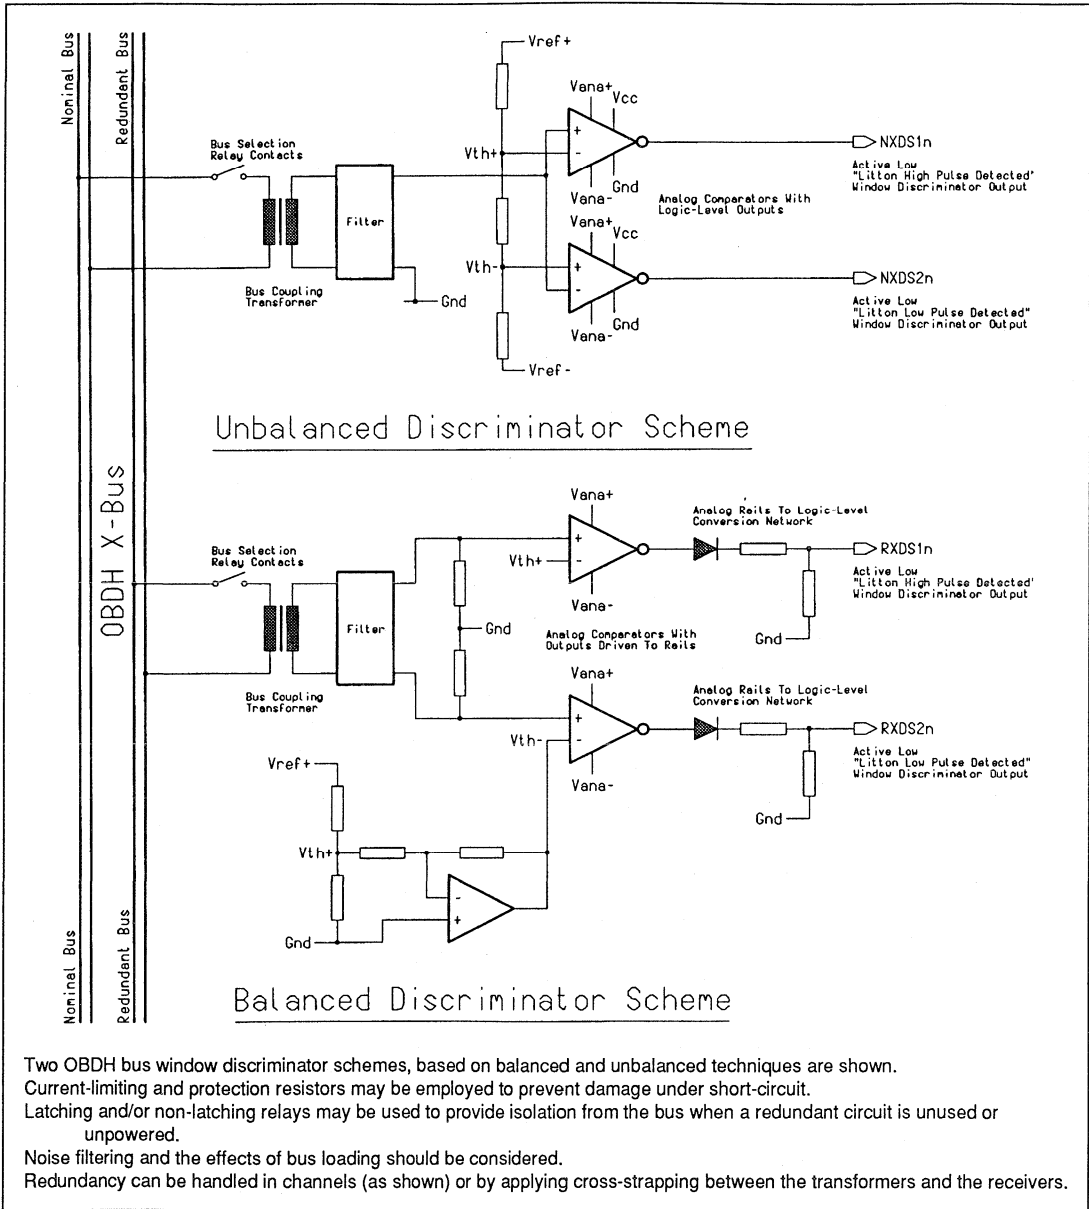 Nominal Bus
Redundant Bus
Vref+
Vana+
Vcc
Bus Selection
Relay Contacts
Vth+
+
-
NXDS1n
Active Low
"Litton High Pulse Detected'
Window Discriminator Output
Filter
Vana-
Gnd
Analog Comparators With
Logic-Level Outputs
Vana+
Vcc
Vth-
+
-
NXDS2n
Bus Coupling
Transformer
Gnd
Vana-
Gnd
Active Low
"Litton Low Pulse Detected"
Window Discriminator Output
Vref-
Unbalanced Discriminator Scheme
OBDH X-Bus
Vana+
Analog Rails To Logic-Level
Conversion Network
Bus Selection
Relay Contacts
+
-
Vth+
RXDS1n
Active Low
"Litton High Pulse Detected'
Window Discriminator Output
Vana-
Filter
Gnd
Analog Comparators With
Outputs Driven To Rails
Gnd
Vana+
Analog Rails To Logic-Level
Conversion Network
Bus Coupling
Transformer
+
-
Vth-
RXDS2n
Active Low
"Litton Low Pulse Detected"
Window Discriminator Output
Vana-
Vref+
Gnd
Vth+
-
+
Gnd
Nominal Bus
Redundant Bus
Balanced Discriminator Scheme
Two OBDH bus window discriminator schemes, based on balanced and unbalanced techniques are shown.
Current-limiting and protection resistors may be employed to prevent damage under short-circuit.
Latching and/or non-latching relays may be used to provide isolation from the bus when a redundant circuit is unused or
unpowered.
Noise filtering and the effects of bus loading should be considered.
Redundancy can be handled in channels (as shown) or by applying cross-strapping between the transformers and the receivers.